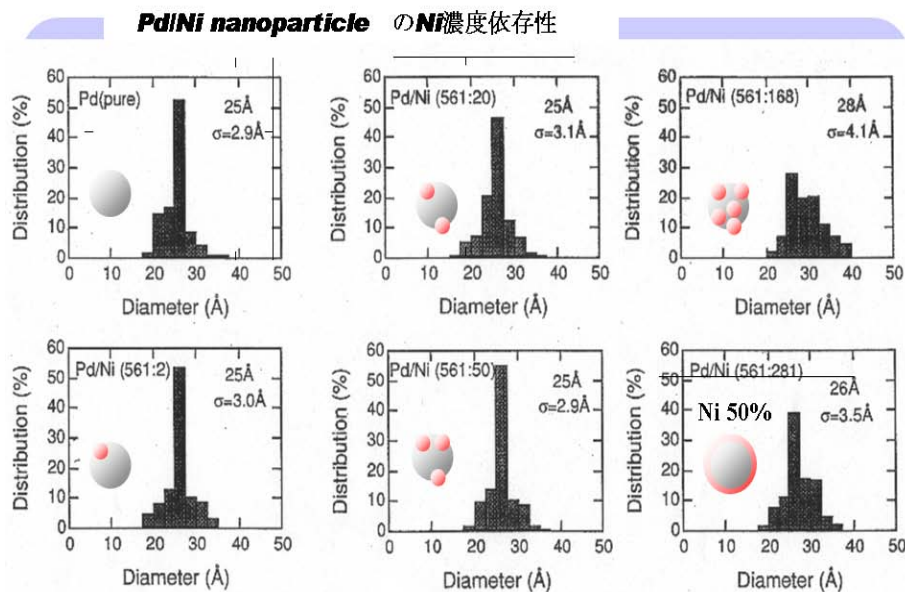 Pd/Ni nanoparticle のNi濃度依存性
Distribution (%)
60
50
40
30
20
10
0
Pd(pure)
25Å
σ=2.9Å
0 10 20 30 40 50
Diameter (Å)
Distribution (%)
60
50
40
30
20
10
0
Pd/Ni (561:20)
25Å
σ=3.1Å
0 10 20 30 40 50
Diameter (Å)
Distribution (%)
60
50
40
30
20
10
0
Pd/Ni (561:168)
28Å
σ=4.1Å
0 10 20 30 40 50
Diameter (Å)
Distribution (%)
60
50
40
30
20
10
0
Pd/Ni (561:2)
25Å
σ=3.0Å
0 10 20 30 40 50
Diameter (Å)
Distribution (%)
60
50
40
30
20
10
0
Pd/Ni (561:50)
25Å
σ=2.9Å
0 10 20 30 40 50
Diameter (Å)
Distribution (%)
60
50
40
30
20
10
0
Pd/Ni (561:281)
26Å
Ni 50%
σ=3.5Å
0 10 20 30 40 50
Diameter (Å)